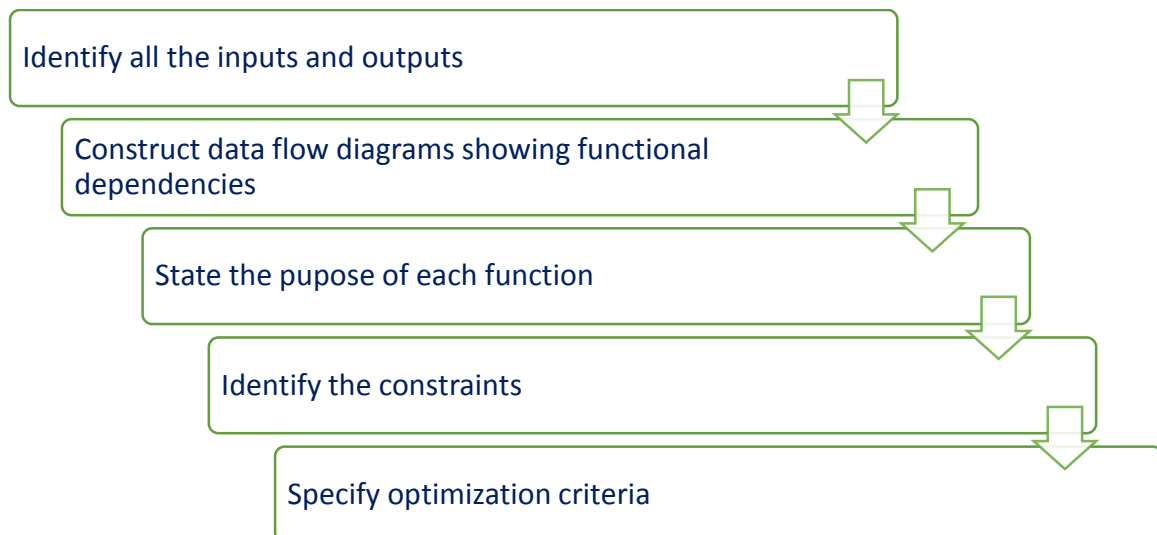 Identify all the inputs and outputs
Construct data flow diagrams showing functional
dependencies
State the pupose of each function
Identify the constraints
Specify optimization criteria